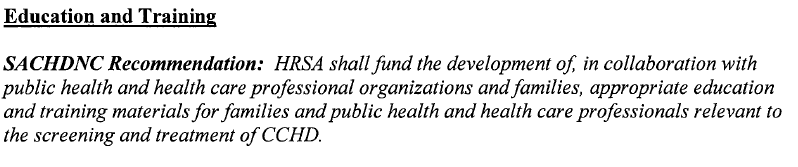 Education and Training
SACHDNC Recommendation: HRSA shall fund the development of, in collaboration with
public health and health care professional organizations and families, appropriate education
and training materials for families and public health and health care professionals relevant to
the screening and treatment of CCHD.